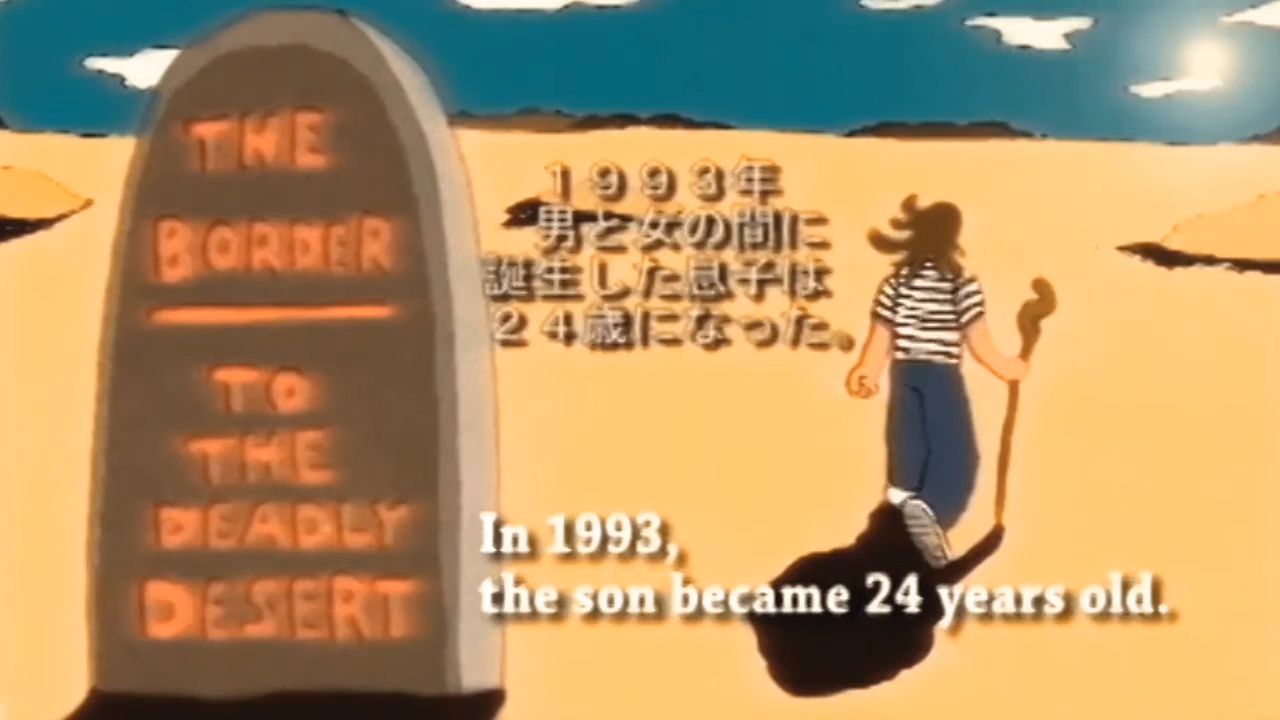 THE
BORDER
TO
THE
DEADLY
DESERT
１９９３年
男と女の間に
誕生した息子は
２４歳になった。
In 1993,
the son became 24 years old.